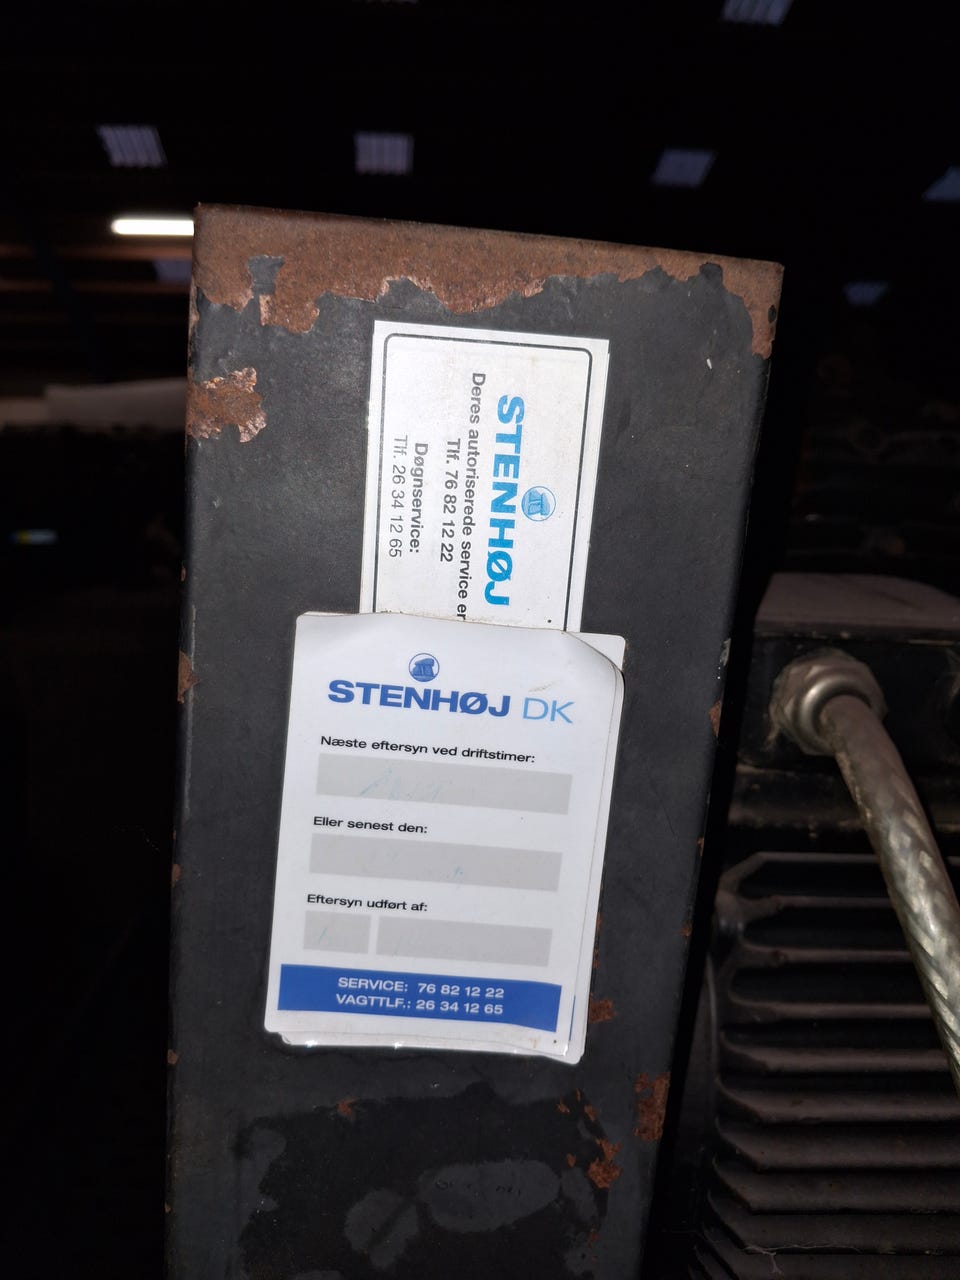 STENHØJ
Deres autoriserede service er
Tlf. 76 82 12 22
Døgnservice:
Tlf. 26 34 12 65
STENHØJ DK
Næste eftersyn ved driftstimer:
Eller senest den:
Eftersyn udført af:
SERVICE: 76 82 12 22
VAGTTLF.: 26 34 12 65